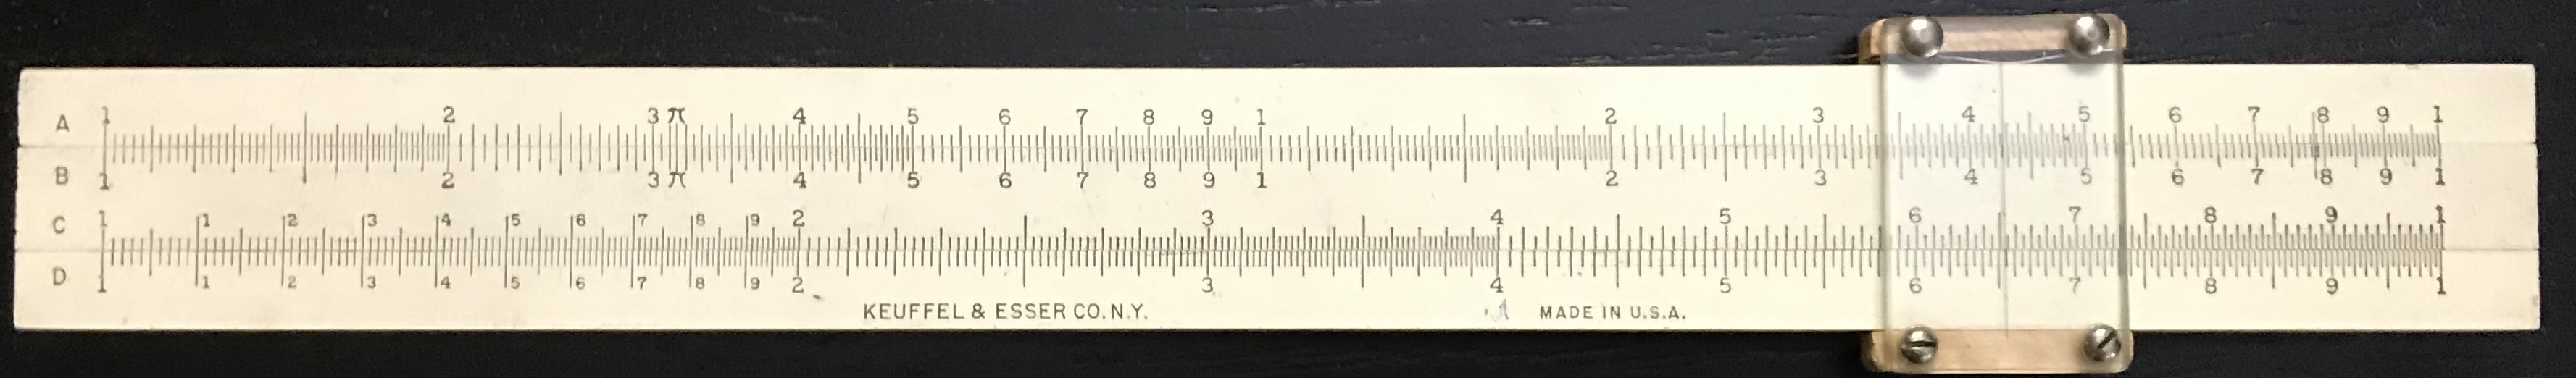 A 1 2 3 π 4 5 6 7 8 9 1 2 3 4 5 6 7 8 9 1
B 1 2 3 π 4 5 6 7 8 9 1 2 3 4 5 6 7 8 9 1
C 1 1 2 3 4 5 6 7 8 9 2 3 4 5 6 7 8 9 1
D 1 1 2 3 4 5 6 7 8 9 2 3 4 5 6 7 8 9 1
KEUFFEL & ESSER CO. N.Y. MADE IN U.S.A.